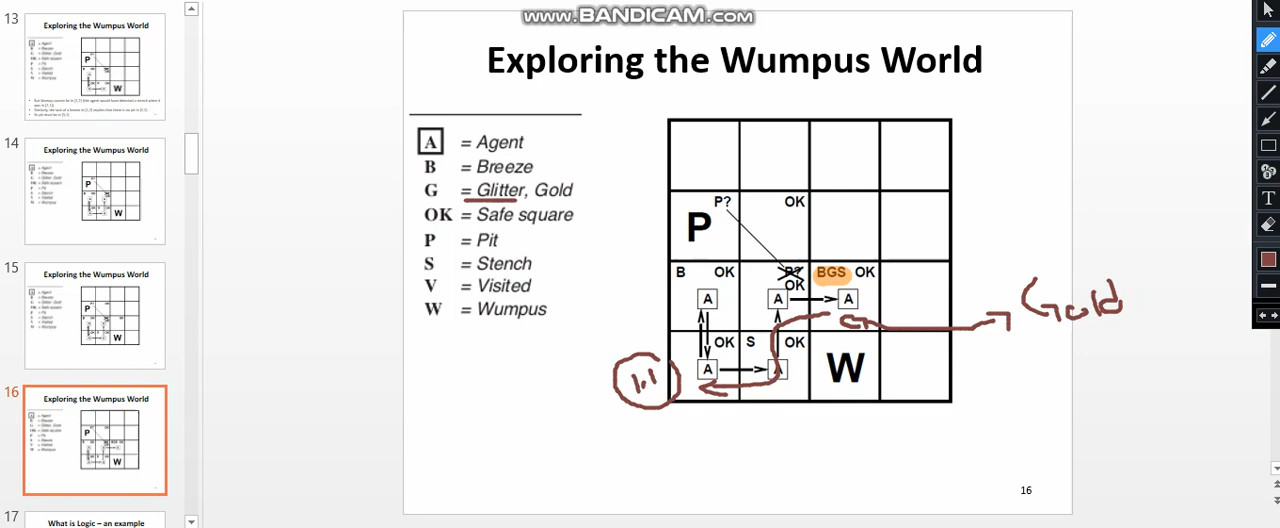 www.BANDICAM.com
13
Exploring the Wumpus World
P
W
14
Exploring the Wumpus World
P
W
15
Exploring the Wumpus World
P
W
16
Exploring the Wumpus World
P
W
17
What is Logic – an example
Exploring the Wumpus World
A = Agent
B = Breeze
G = Glitter, Gold
OK = Safe square
P = Pit
S = Stench
V = Visited
W = Wumpus
P? OK
P
B OK P? BGS OK
OK
A A A
OK S OK
A A W
1.1
Gold
16
T